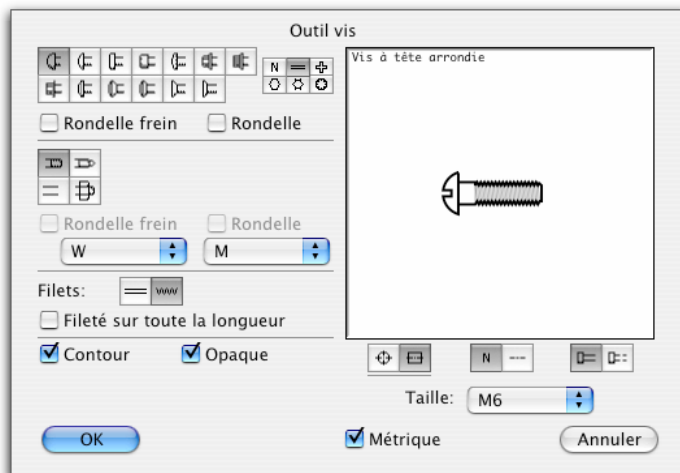 Outil vis
Vis à tête arrondie
N
Rondelle frein Rondelle
Rondelle frein Rondelle
W M
Filets:
Fileté sur toute la longueur
Contour Opaque
N
Taille: M6
OK Métrique Annuler